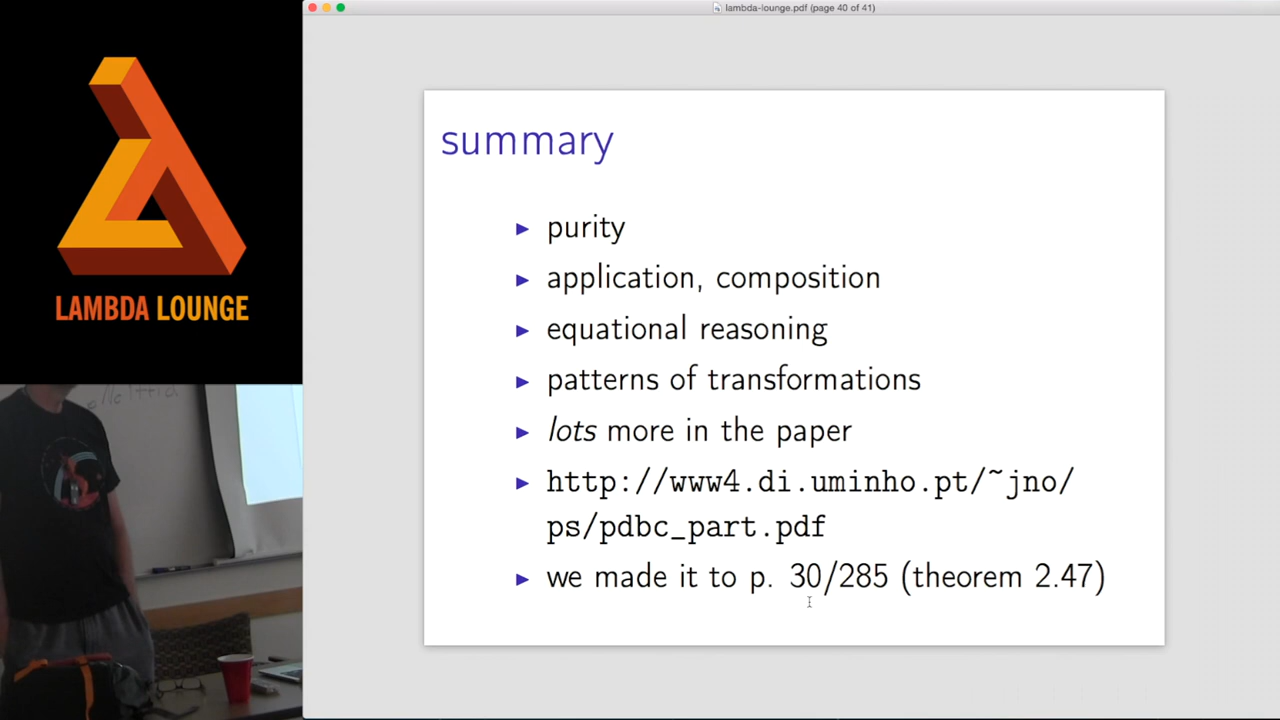 lambda-lounge.pdf (page 40 of 41)
LAMBDA LOUNGE
summary
purity
application, composition
equational reasoning
patterns of transformations
lots more in the paper
http://www4.di.uminho.pt/~jno/
ps/pdbc_part.pdf
we made it to p. 30/285 (theorem 2.47)